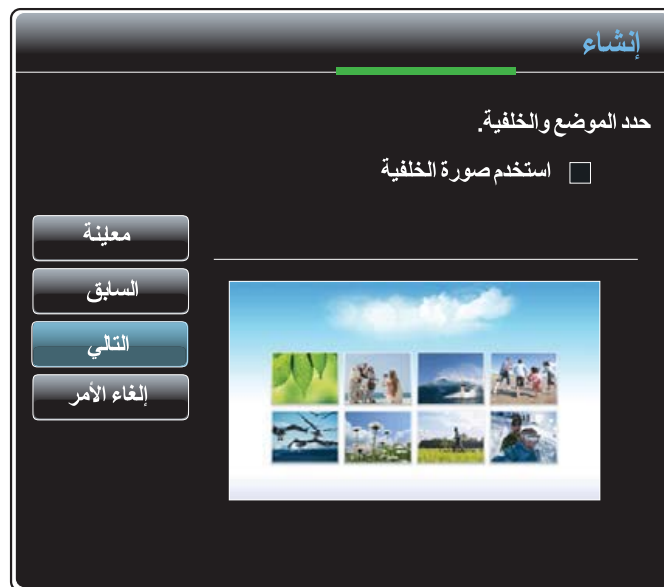 إنشاء
حدد الموضع والخلفية.
استخدم صورة الخلفية
معاينة
السابق
التالي
إلغاء الأمر